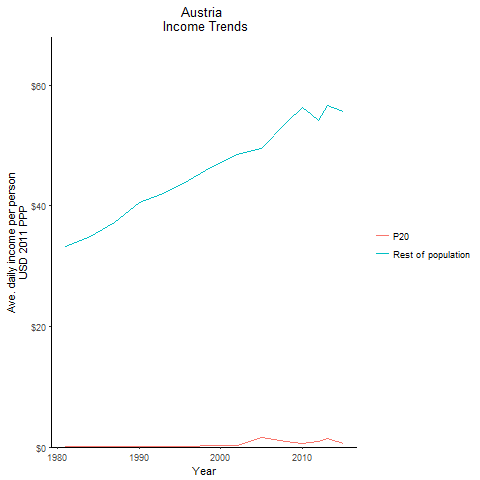 Austria
Income Trends
Ave. daily income per person
USD 2011 PPP
$60
$40
$20
$0
1980
1990
2000
2010
Year
P20
Rest of population